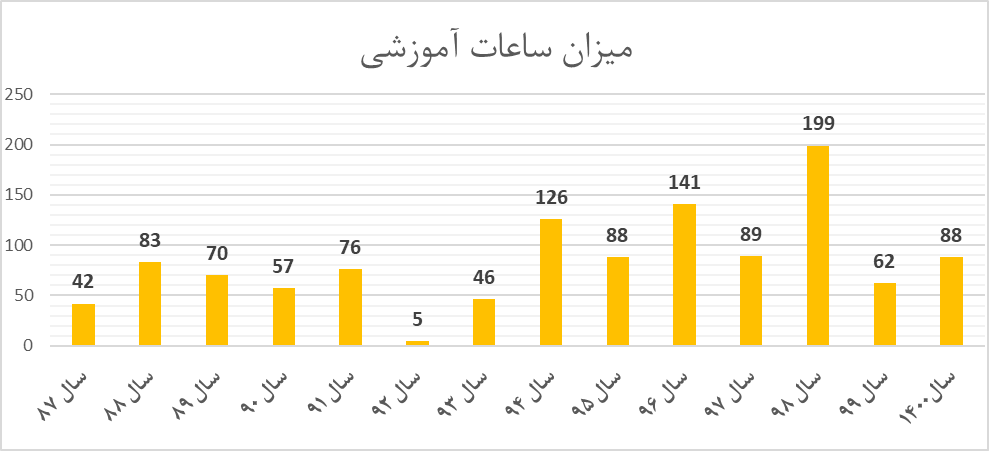 میزان ساعات آموزشی
250
200
150
100
50
0
42
83
70
57
76
5
46
126
88
141
89
199
62
88
سال ۸۷
سال ۸۸
سال ۸۹
سال ۹۰
سال ۹۱
سال ۹۲
سال ۹۳
سال ۹۴
سال ۹۵
سال ۹۶
سال ۹۷
سال ۹۸
سال ۹۹
سال۱۴۰۰